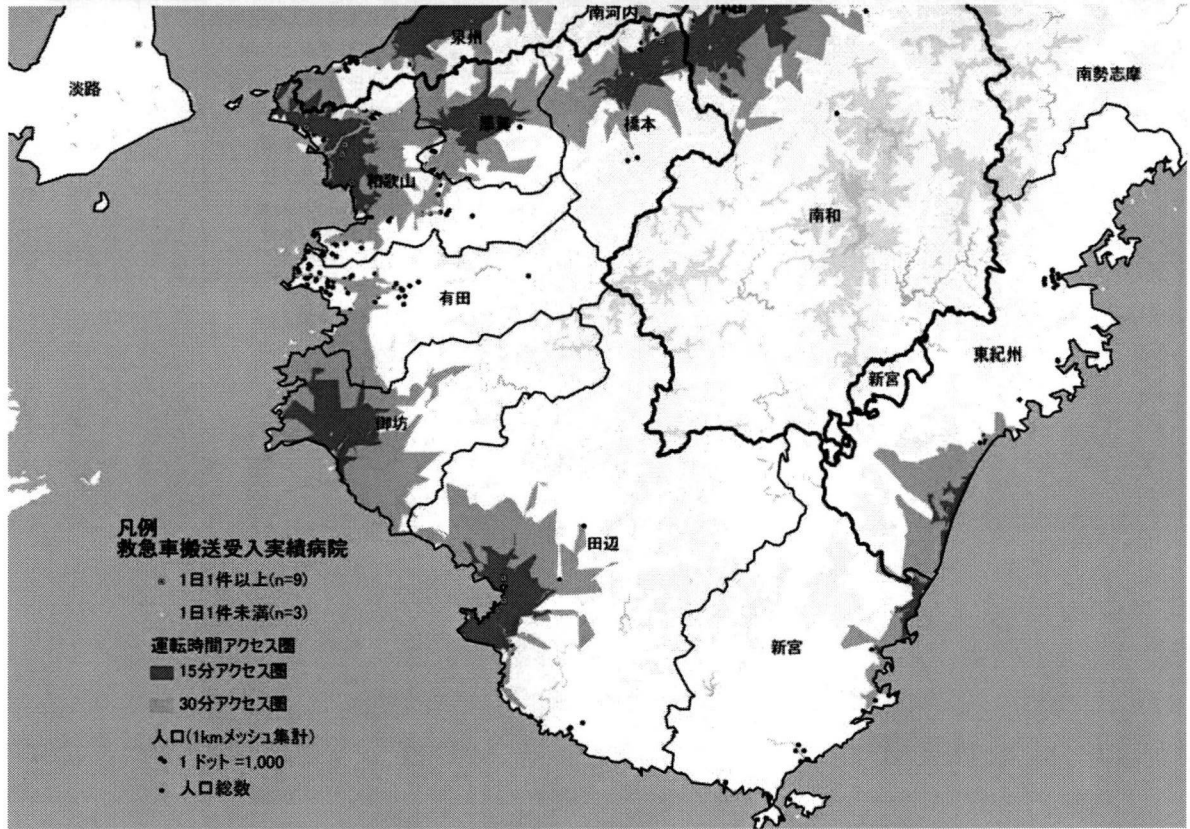 南河内
泉州
淡路
南勢志摩
橋本
和歌山
南和
有田
東紀州
新宮
御坊
田辺
新宮
凡例
救急車搬送受入実績病院
1日1件以上(n=9)
1日1件未満(n=3)
運転時間アクセス圏
15分アクセス圏
30分アクセス圏
人口(1kmメッシュ集計)
1 ドット =1,000
人口総数